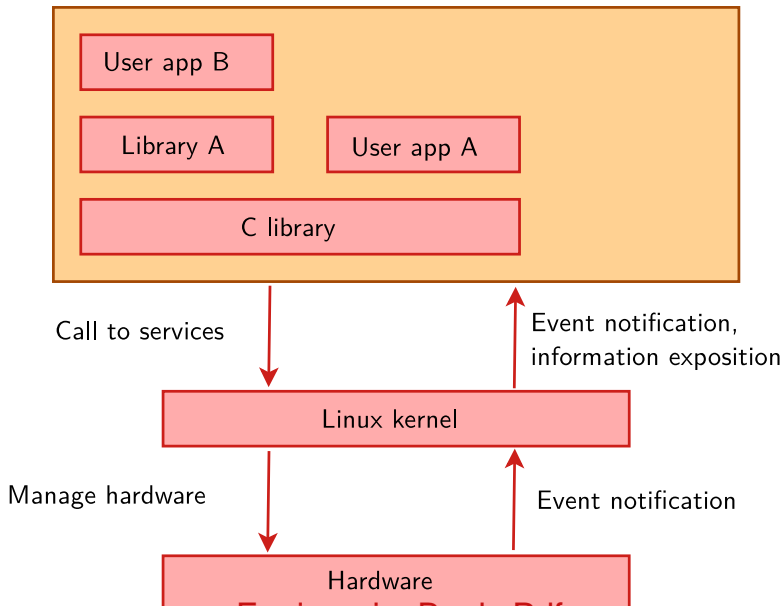 User app B
Library A
User app A
C library
Call to services
Event notification,
information exposition
Linux kernel
Manage hardware
Event notification
Hardware